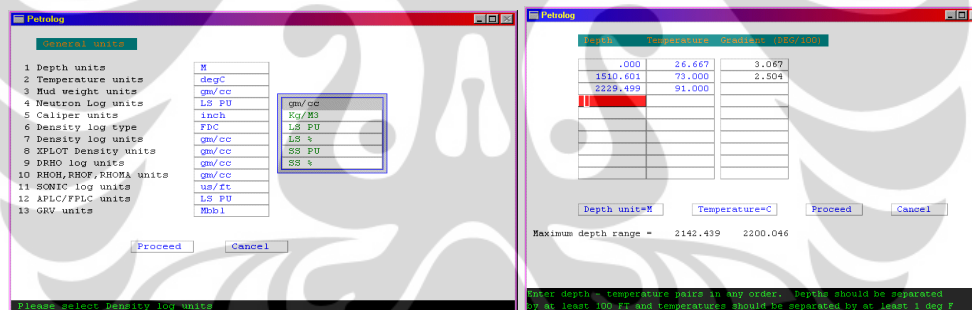 Petrolog
General units
1 Depth units M
2 Temperature units degC
3 Mud weight units gm/cc
4 Neutron Log units LS PU
5 Caliper units inch
6 Density log type FDC
7 Density log units gm/cc
8 XPLOT Density units gm/cc
9 DRHO log units gm/cc
10 RHOH,RHOF,RHOMA units gm/cc
11 SONIC log units us/ft
12 APLC/FPLC units LS PU
13 GRV units Mbbl
gm/cc
Kg/M3
LS PU
LS %
SS PU
SS %
Proceed Cancel
Please select Density log units
Petrolog
Depth Temperature Gradient (DEG/100)
.000 26.667 3.067
1510.601 73.000 2.504
2229.499 91.000
Depth unit=M Temperature=C Proceed Cancel
Maximum depth range = 2142.439 2200.046
Enter depth - temperature pairs in any order. Depths should be separated
by at least 100 FT and temperatures should be separated by at least 1 deg F